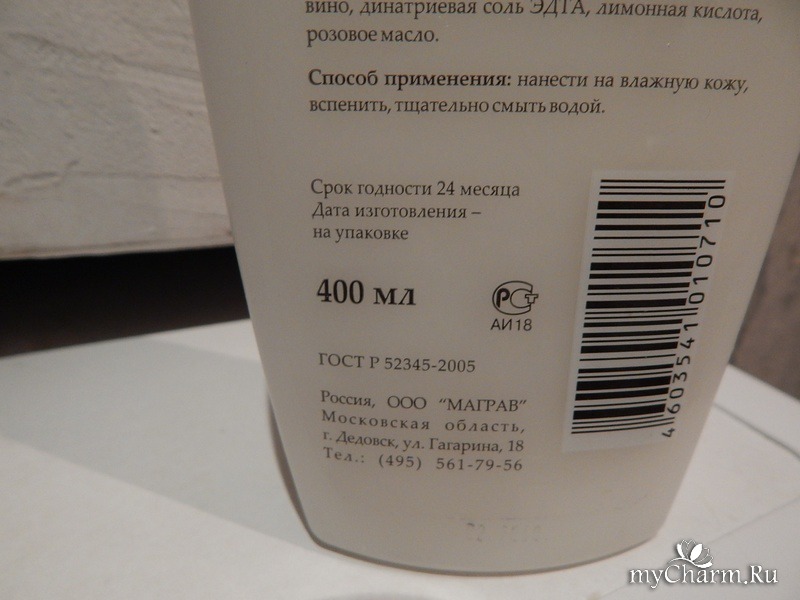 вино, динатриевая соль ЭДТА, лимонная кислота,
розовое масло.
Способ применения: нанести на влажную кожу,
вспенить, тщательно смыть водой.
Срок годности 24 месяца
Дата изготовления –
на упаковке
400 мл
РСТ
АИ18
ГОСТ Р 52345-2005
Россия, ООО “МАГРАВ”
Московская область,
г. Дедовск, ул. Гагарина, 18
Тел.: (495) 561-79-56
4603541010710
myCharm.Ru